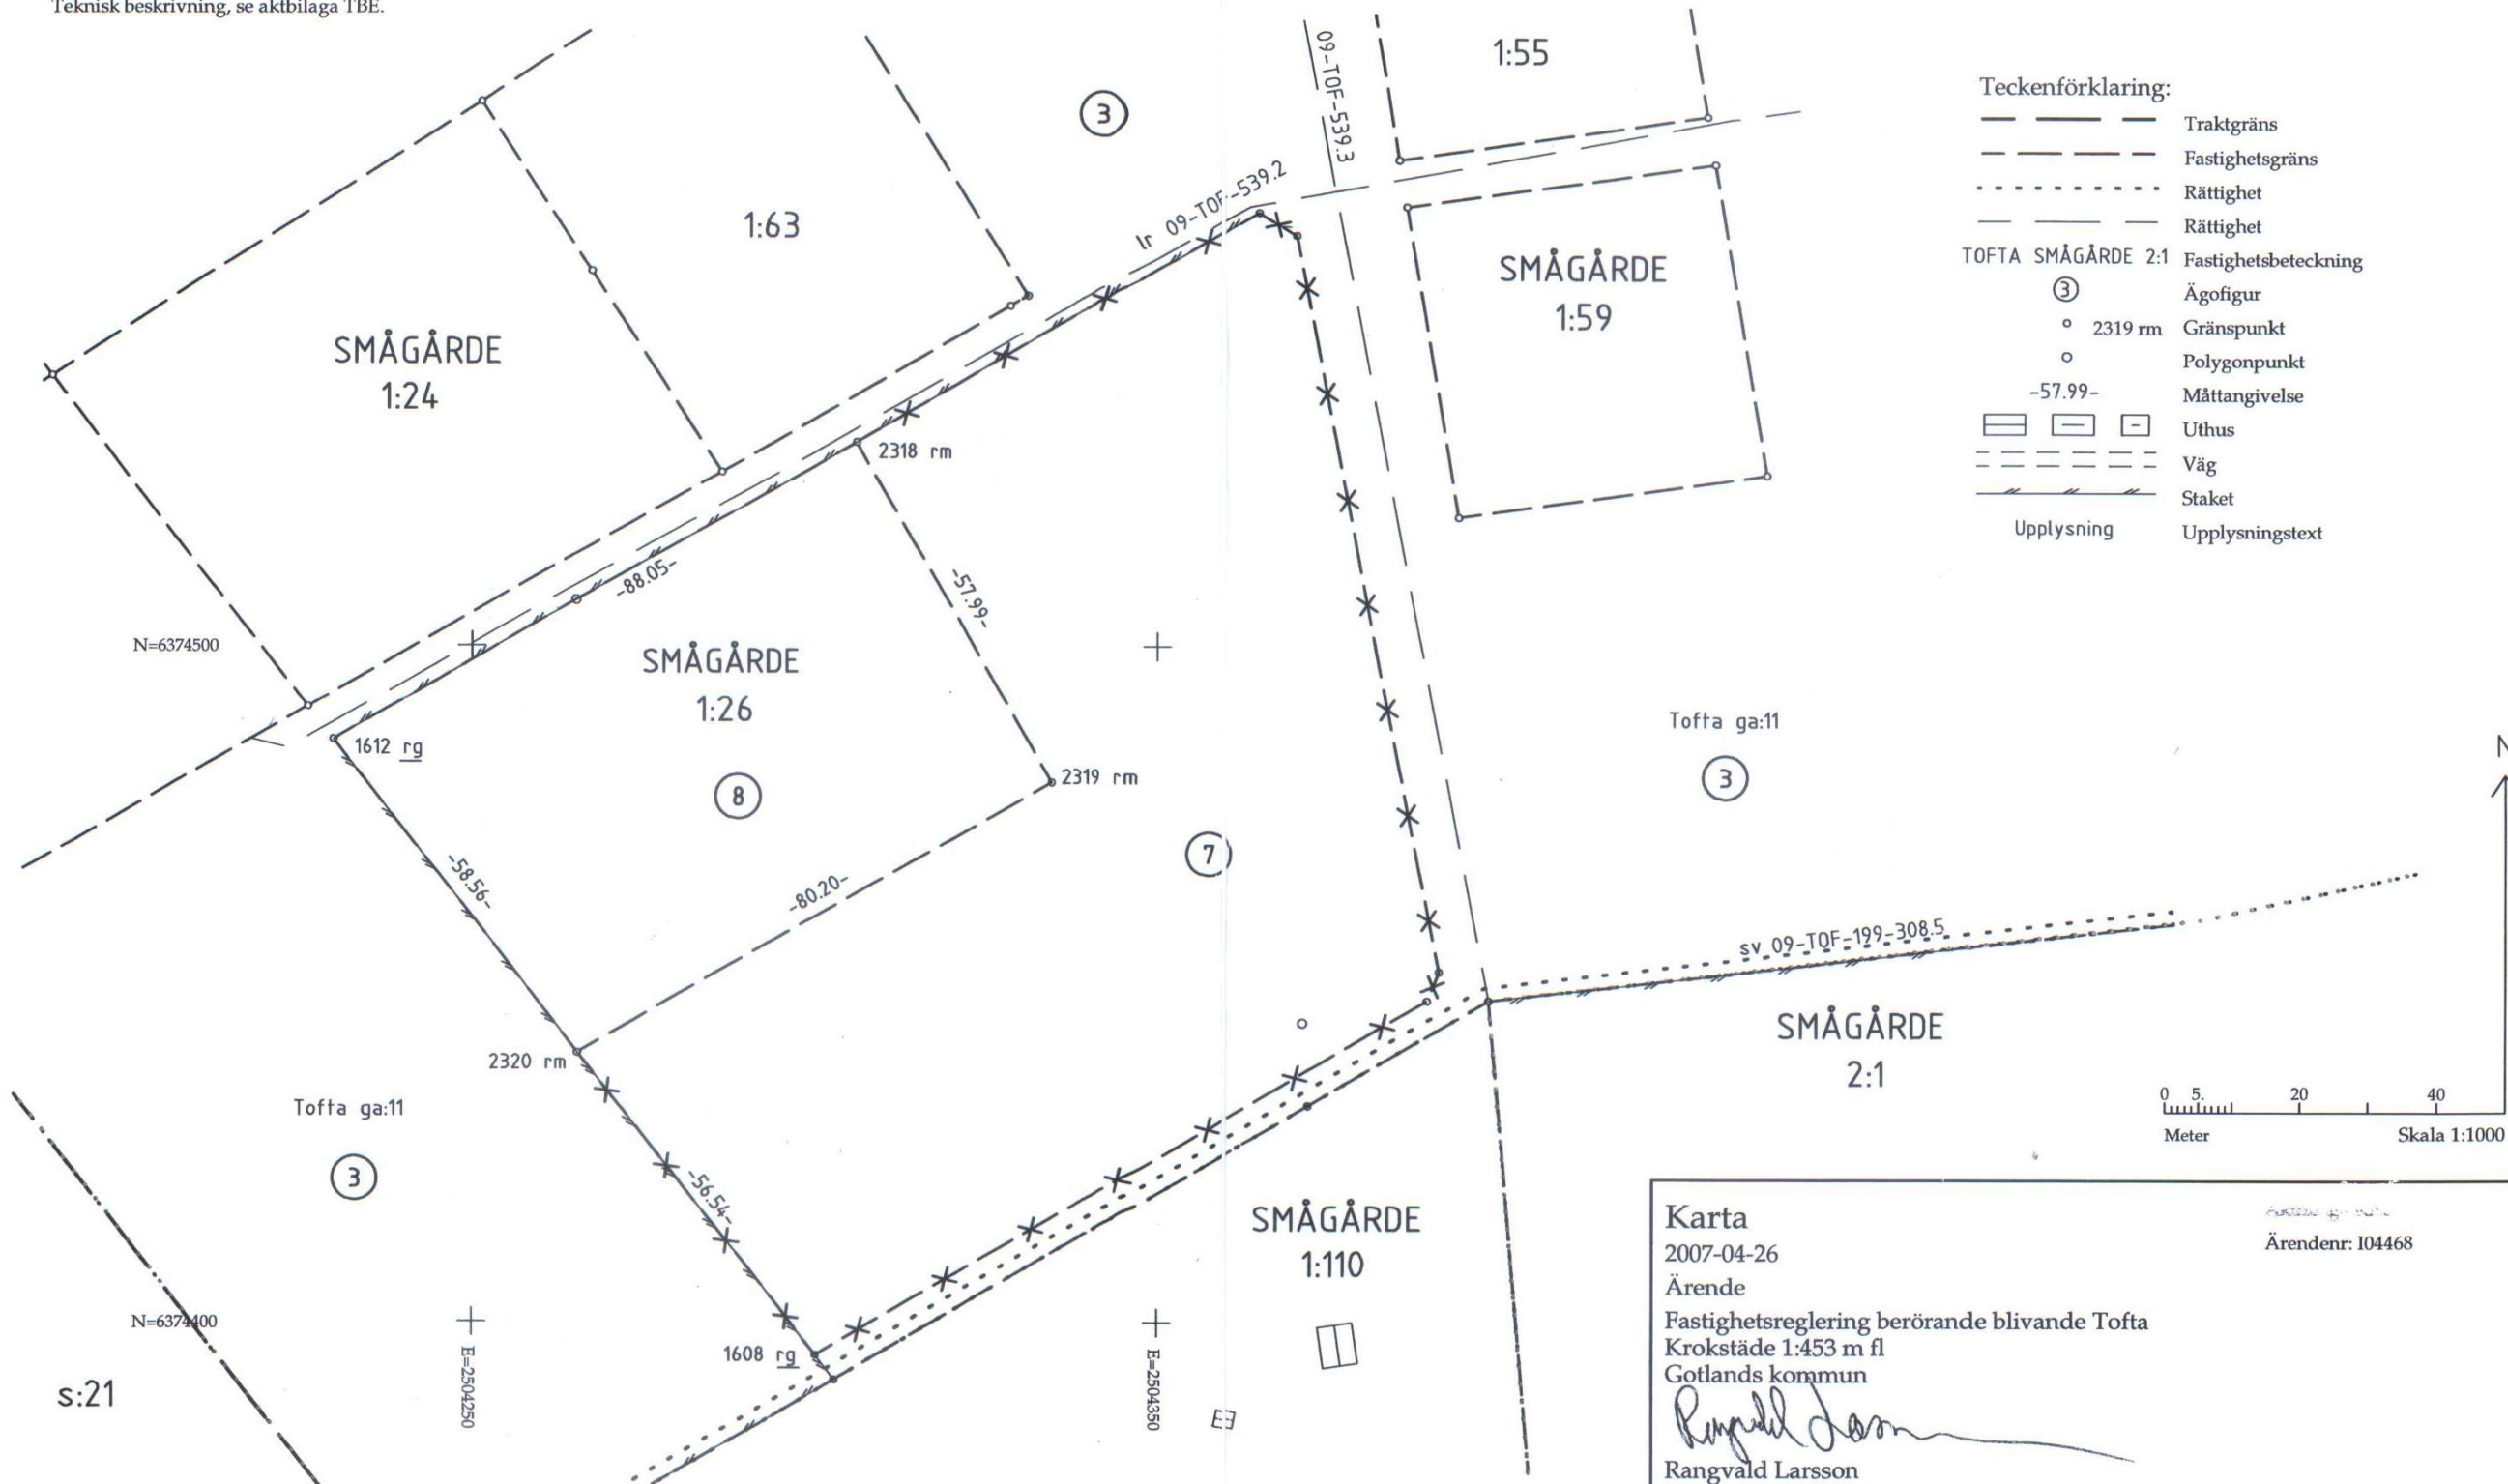 Teknisk beskrivning, se aktbilaga TBE.
1:55
09-TOF-539.3
3
lr 09-TOF-539.2
1:63
SMÅGÅRDE
1:24
SMÅGÅRDE
1:59
Teckenförklaring:
Traktgräns
Fastighetsgräns
Rättighet
Rättighet
TOFTA SMÅGÅRDE 2:1 Fastighetsbeteckning
3 Ägofigur
2319 rm Gränspunkt
Polygonpunkt
-57.99- Måttangivelse
Uthus
Väg
Staket
Upplysning Upplysningstext
2318 rm
-88.05-
-57.99-
N=6374500
SMÅGÅRDE
1:26
1612 rg
8
2319 rm
Tofta ga:11
3
N
7
-58.56-
-80.20-
sv 09-TOF-199-308.5
SMÅGÅRDE
2:1
2320 rm
Tofta ga:11
3
-56.54-
0 5. 20 40
Meter Skala 1:1000
SMÅGÅRDE
1:110
N=6374400
E=2504250
E=2504350
1608 rg
s:21
Karta
2007-04-26
Ärendenr: I04468
Ärende
Fastighetsreglering berörande blivande Tofta
Krokstäde 1:453 m fl
Gotlands kommun
Rangvald Larsson